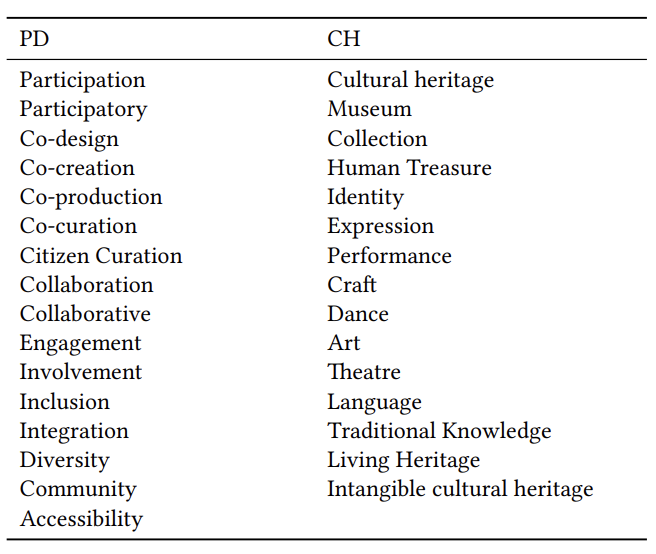 PD CH
Participation Cultural heritage
Participatory Museum
Co-design Collection
Co-creation Human Treasure
Co-production Identity
Co-curation Expression
Citizen Curation Performance
Collaboration Craft
Collaborative Dance
Engagement Art
Involvement Theatre
Inclusion Language
Integration Traditional Knowledge
Diversity Living Heritage
Community Intangible cultural heritage
Accessibility